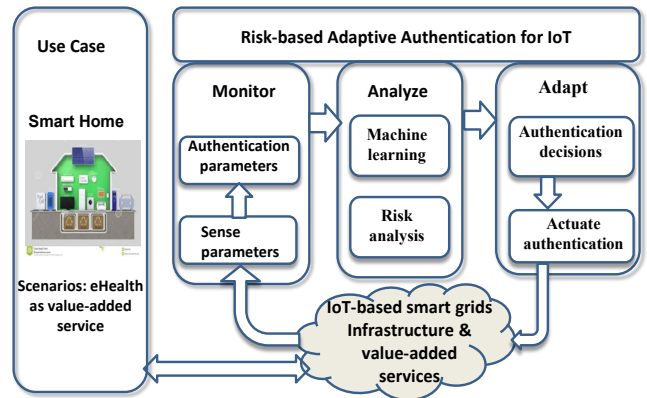 Use Case
Smart Home
Scenarios: eHealth
as value-added
service
Risk-based Adaptive Authentication for IoT
Monitor
Authentication
parameters
Sense
parameters
Analyze
Machine
learning
Risk
analysis
Adapt
Authentication
decisions
Actuate
authentication
IoT-based smart grids
Infrastructure &
value-added
services